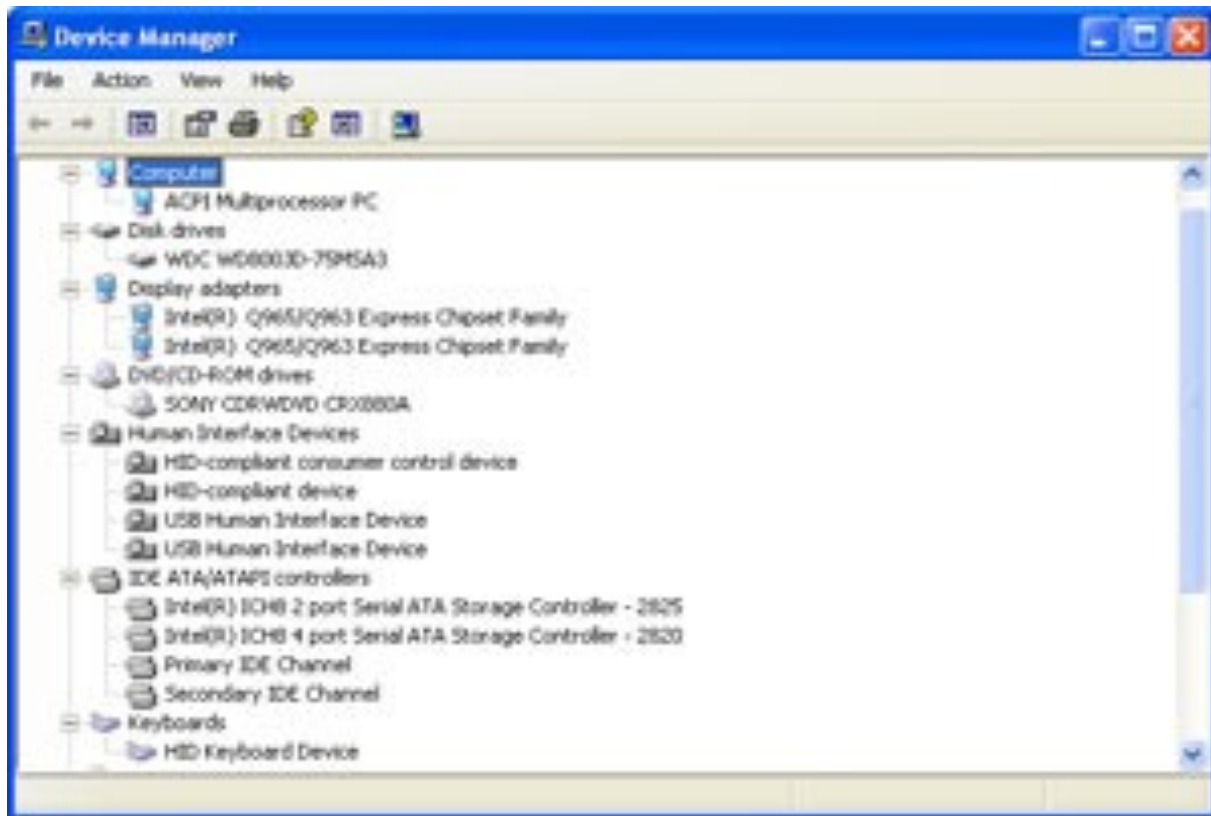 Device Manager
File Action View Help
Computer
ACPI Multiprocessor PC
Disk drives
WDC
Display adapters
Intel(R) Q965/Q963 Express Chipset Family
Intel(R) Q965/Q963 Express Chipset Family
DVD/CD-ROM drives
SONY CDRWDVD CRX880A
Human Interface Devices
HID-compliant consumer control device
HID-compliant device
USB Human Interface Device
USB Human Interface Device
IDE ATA/ATAPI controllers
Intel(R) ICH8 2 port Serial ATA Storage Controller - 2825
Intel(R) ICH8 4 port Serial ATA Storage Controller - 2820
Primary IDE Channel
Secondary IDE Channel
Keyboards
HID Keyboard Device